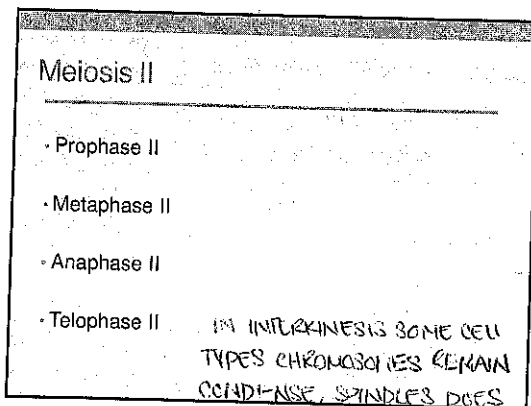 Meiosis II
· Prophase II
· Metaphase II
· Anaphase II
· Telophase II
IN INTERKINESIS SOME CELL
TYPES CHROMOSOMES REMAIN
CONDENSE, SPINDLES DOES